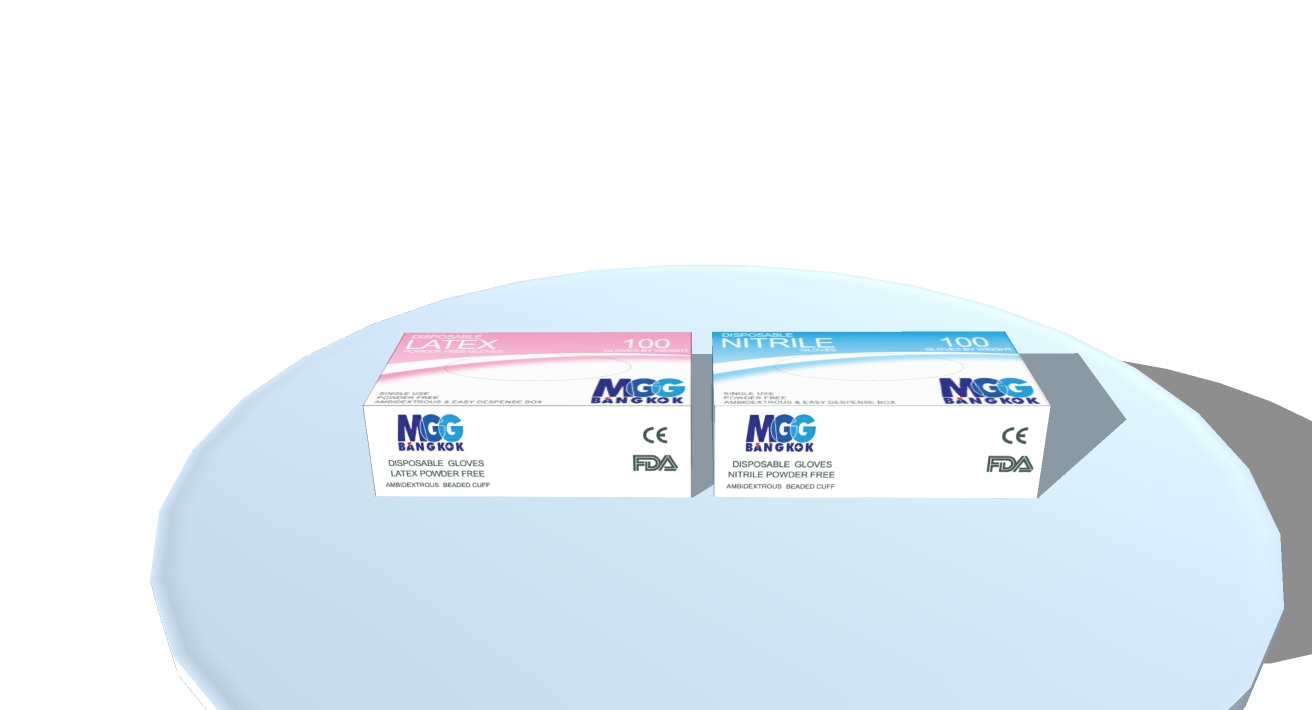 DISPOSABLE
LATEX
POWDER FREE GLOVES
100
GLOVES BY WEIGHT
SINGLE USE
POWDER FREE
AMBIDEXTROUS & EASY DESPENSE BOX
MGG
BANGKOK
MGG
BANGKOK
DISPOSABLE GLOVES
LATEX POWDER FREE
AMBIDEXTROUS BEADED CUFF
CE
FDA
DISPOSABLE
NITRILE
GLOVES
100
GLOVES BY WEIGHT
SINGLE USE
POWDER FREE
AMBIDEXTROUS & EASY DESPENSE BOX
MGG
BANGKOK
MGG
BANGKOK
DISPOSABLE GLOVES
NITRILE POWDER FREE
AMBIDEXTROUS BEADED CUFF
CE
FDA